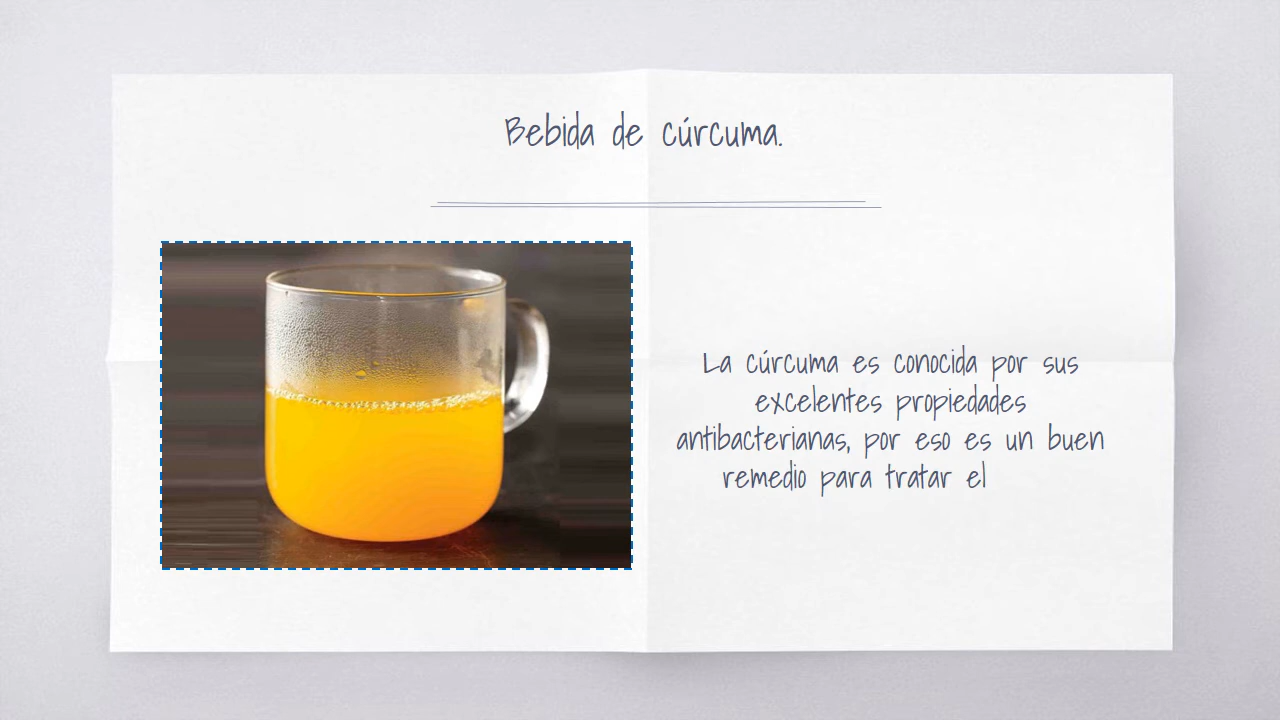 Bebida de cúrcuma.
La cúrcuma es conocida por sus
excelentes propiedades
antibacterianas, por eso es un buen
remedio para tratar el